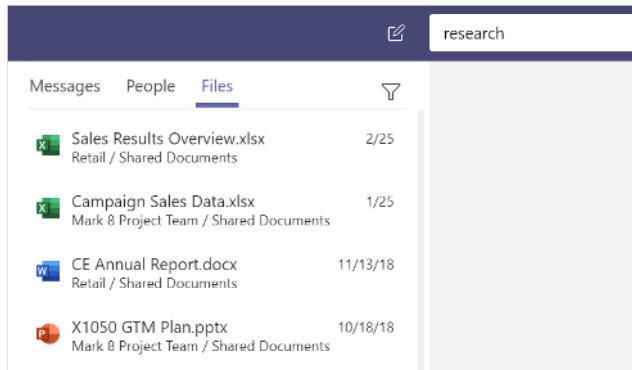 research
Messages People Files
Sales Results Overview.xlsx 2/25
Retail / Shared Documents
Campaign Sales Data.xlsx 1/25
Mark 8 Project Team / Shared Documents
CE Annual Report.docx 11/13/18
Retail / Shared Documents
X1050 GTM Plan.pptx 10/18/18
Mark 8 Project Team / Shared Documents